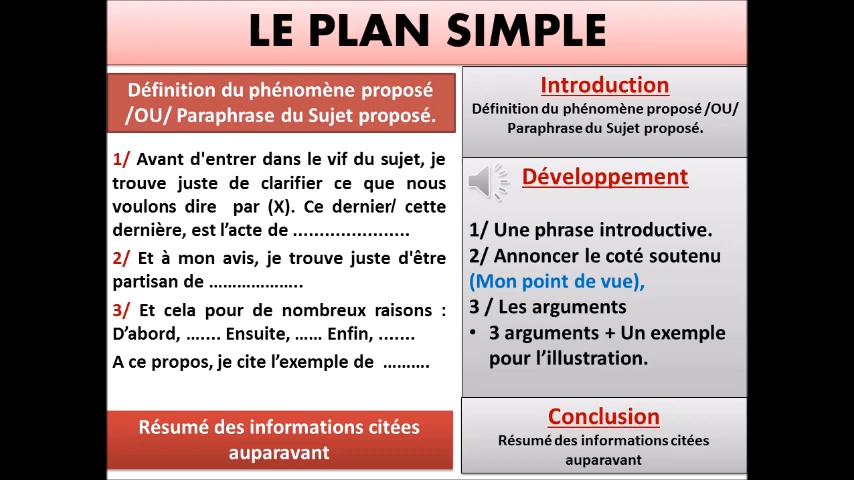 LE PLAN SIMPLE
Définition du phénomène proposé
/OU/ Paraphrase du Sujet proposé.
1/ Avant d'entrer dans le vif du sujet, je
trouve juste de clarifier ce que nous
voulons dire par (X). Ce dernier/ cette
dernière, est l'acte de ......................
2/ Et à mon avis, je trouve juste d'être
partisan de ...................
3/ Et cela pour de nombreux raisons :
D'abord, ....... Ensuite, ...... Enfin, .......
A ce propos, je cite l'exemple de ..........
Résumé des informations citées
auparavant
Introduction
Définition du phénomène proposé /OU/
Paraphrase du Sujet proposé.
Développement
1/ Une phrase introductive.
2/ Annoncer le coté soutenu
(Mon point de vue),
3 / Les arguments
• 3 arguments + Un exemple
pour l'illustration.
Conclusion
Résumé des informations citées
auparavant